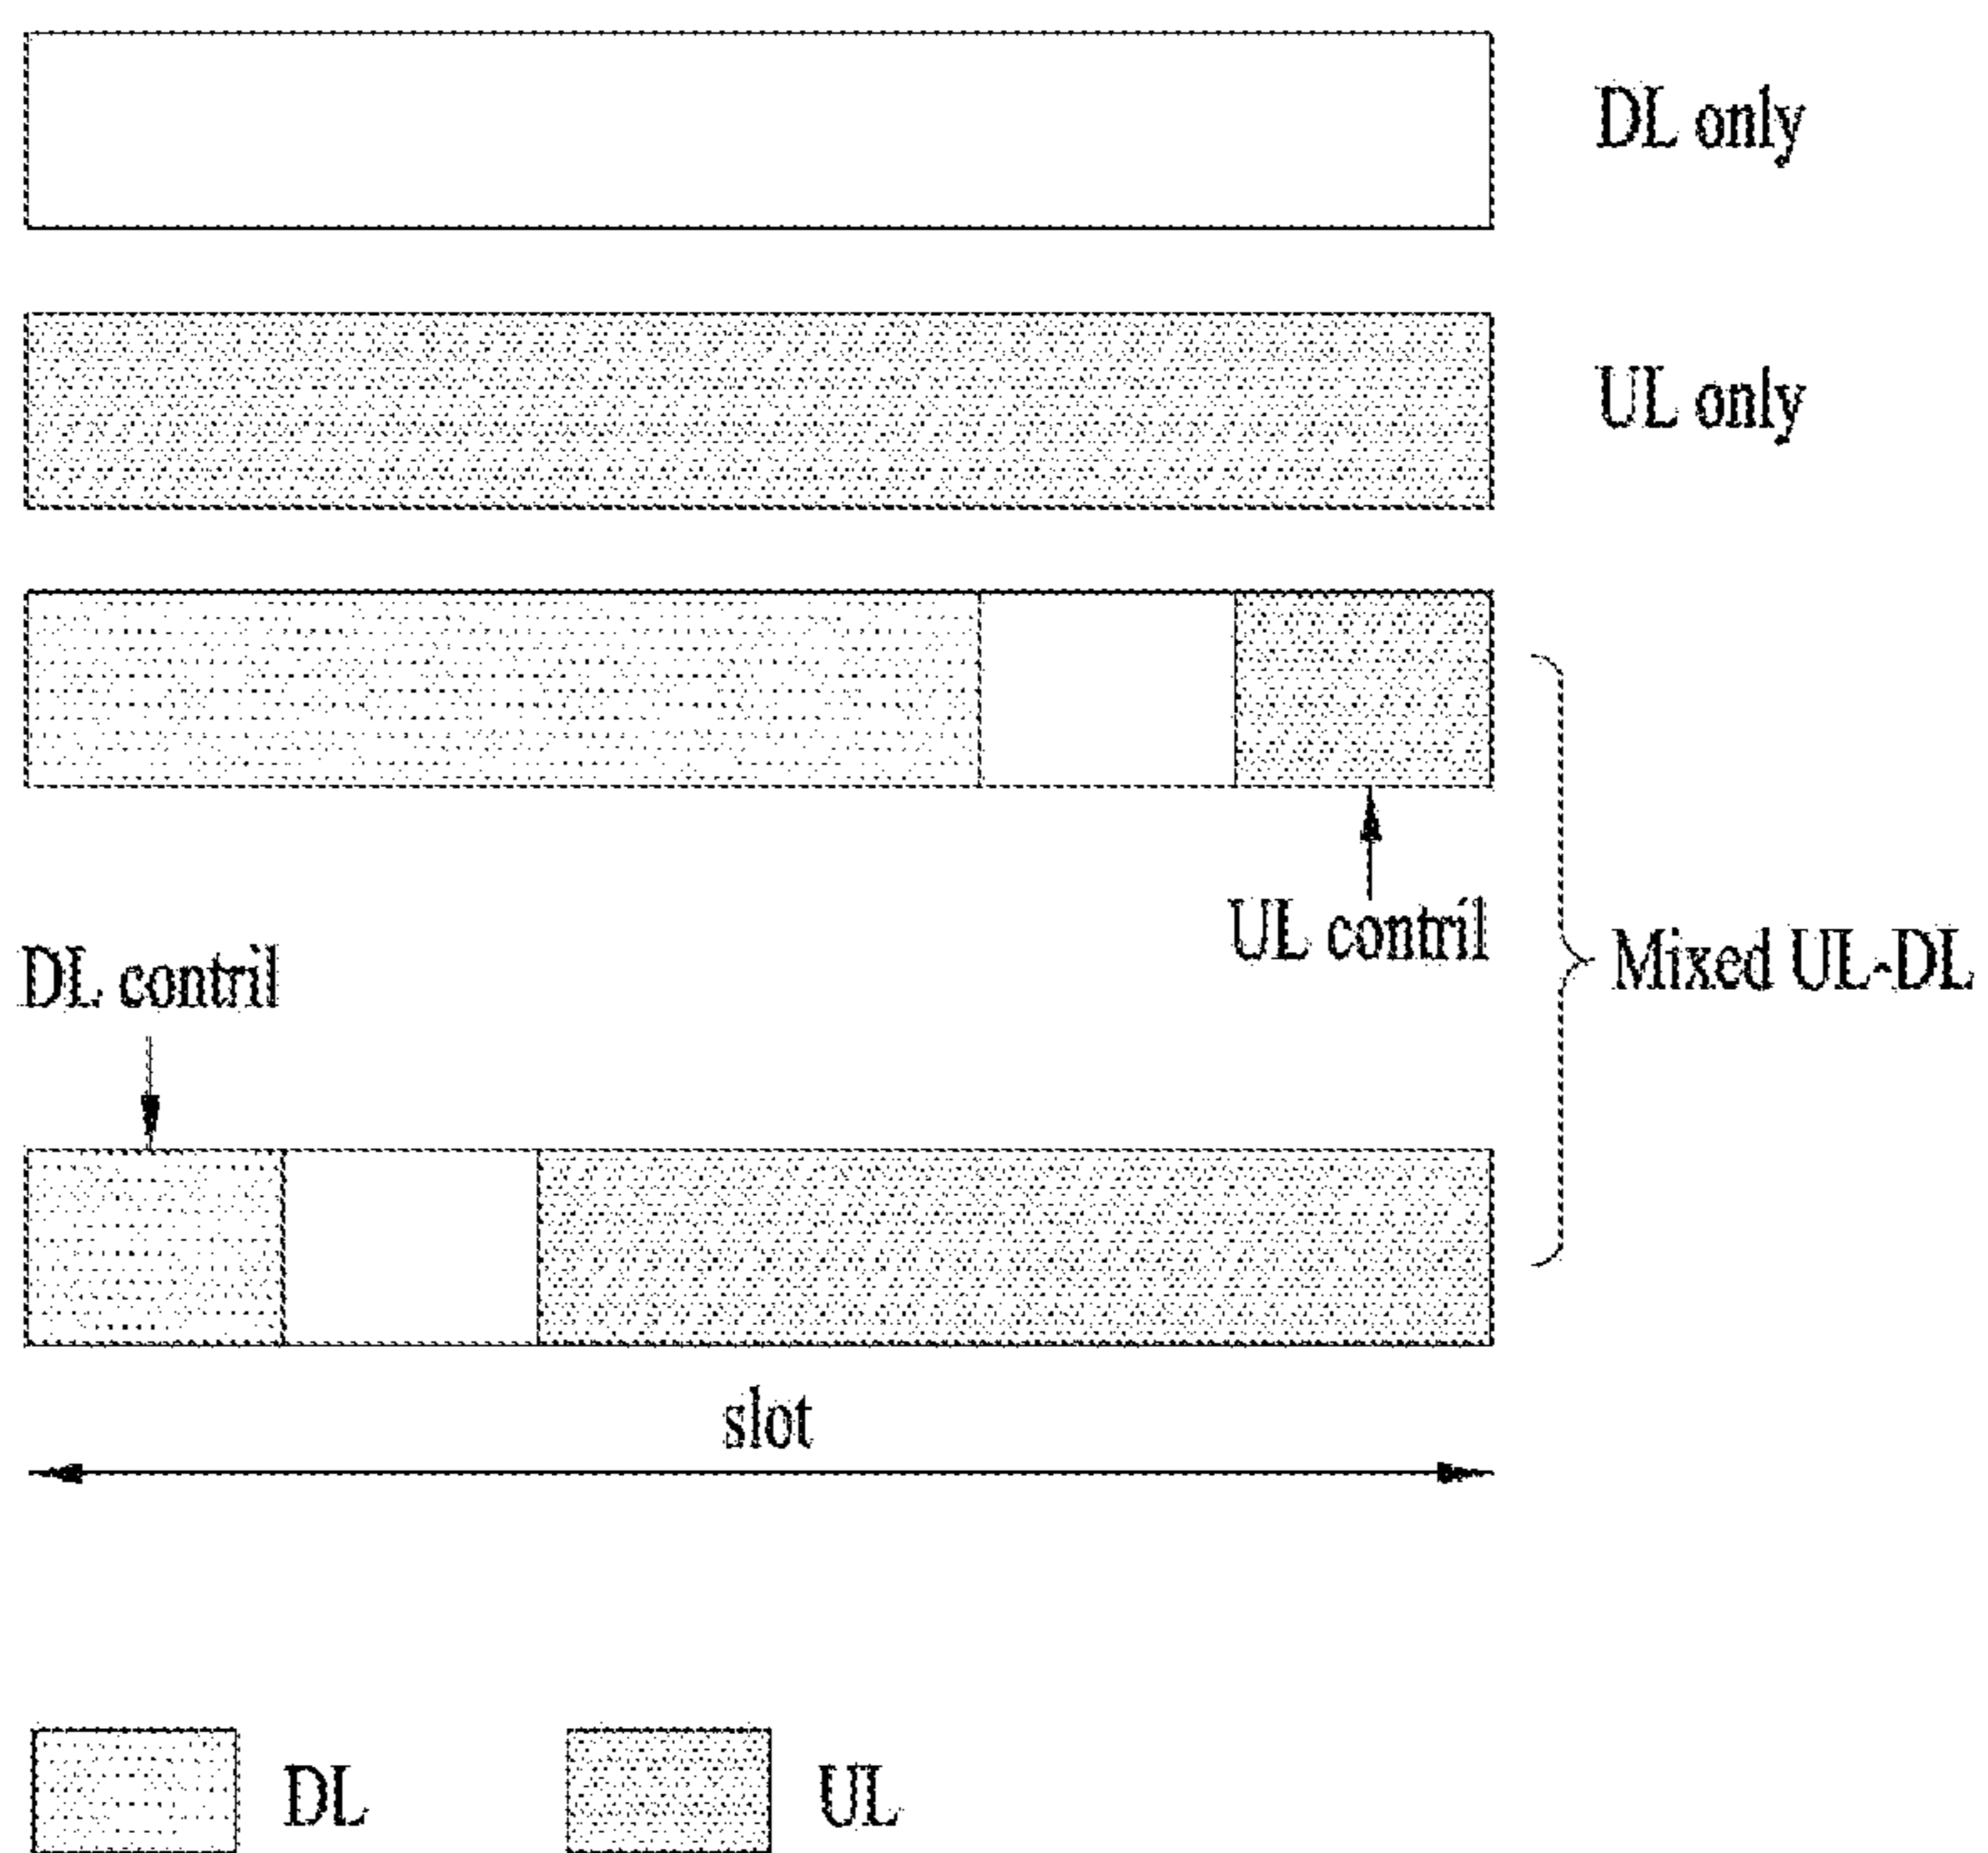 DL only
UL only
UL contril
DL contril
Mixed UL-DL
slot
DL
UL